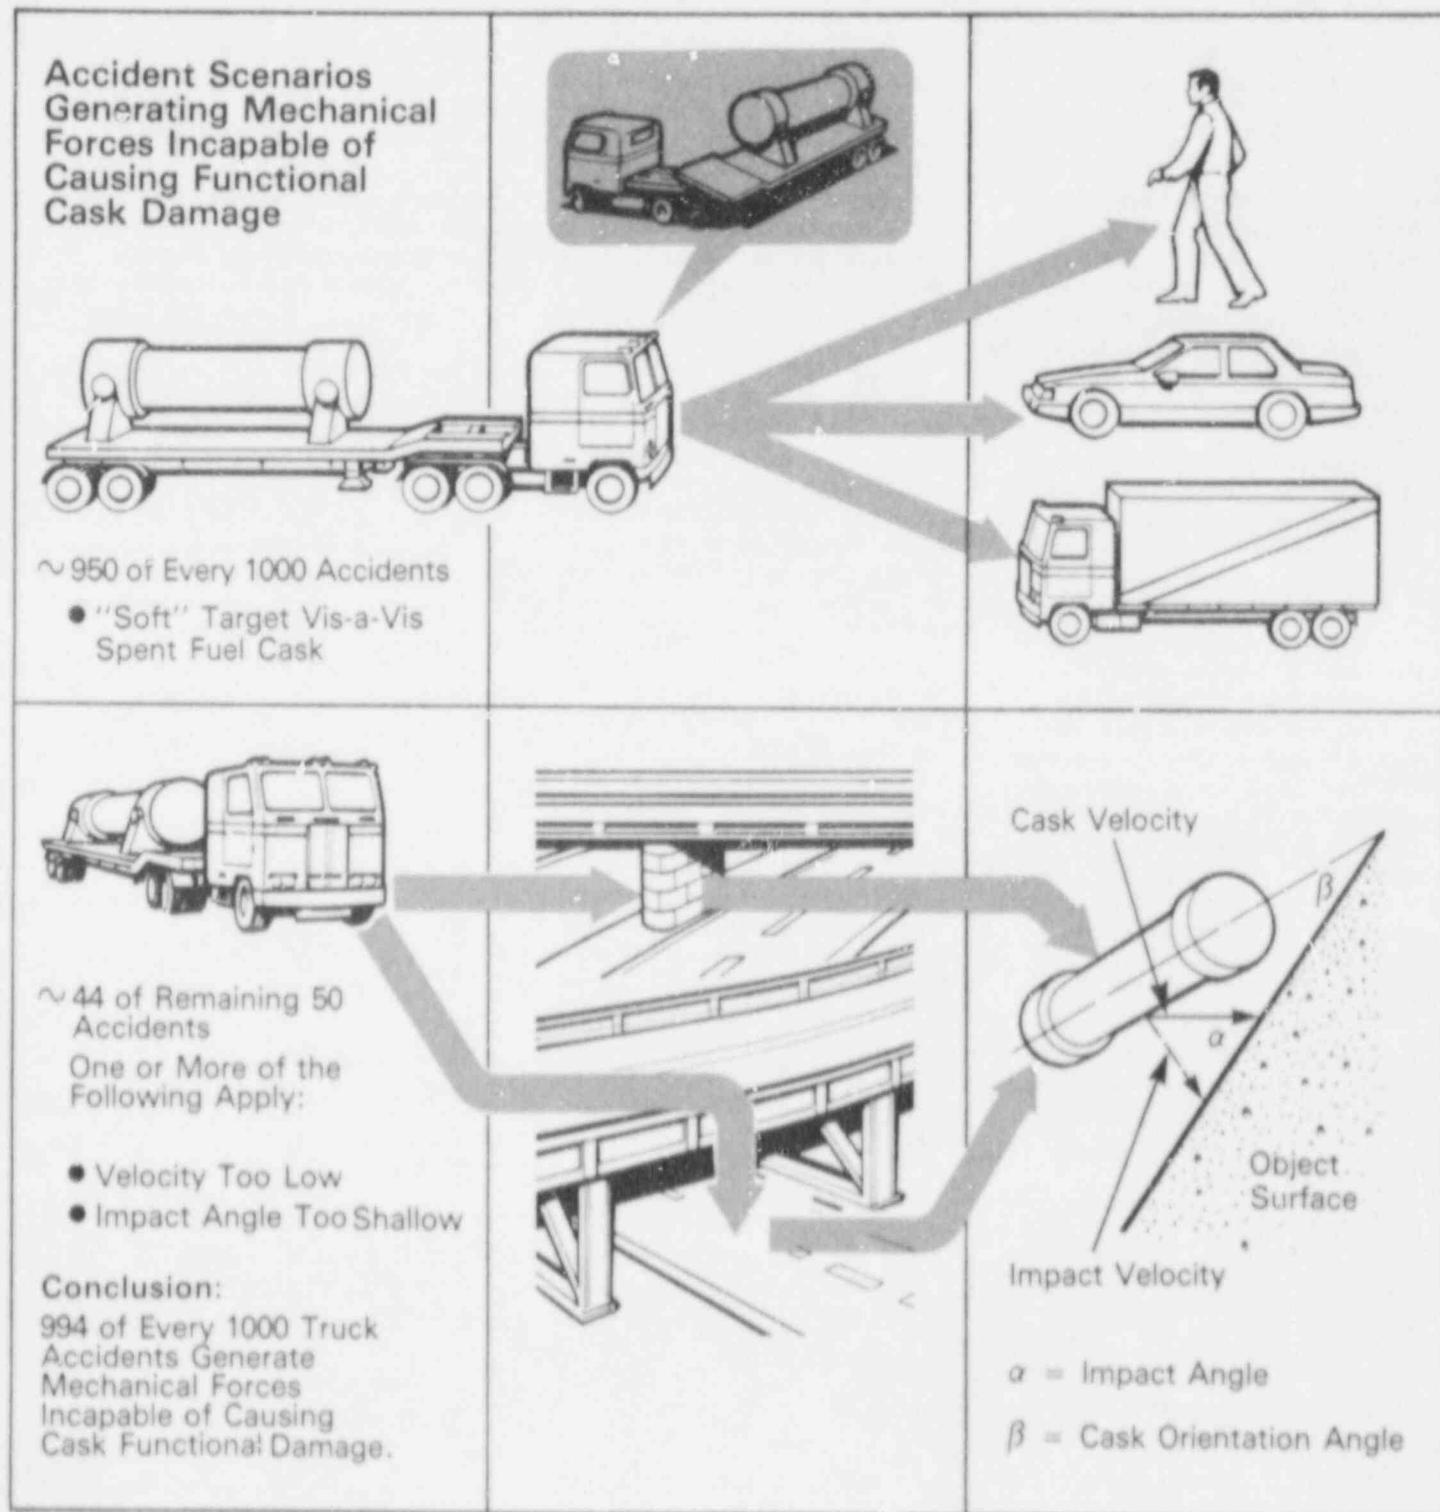 Accident Scenarios
Generating Mechanical
Forces Incapable of
Causing Functional
Cask Damage
~950 of Every 1000 Accidents
● "Soft" Target Vis-a-Vis
Spent Fuel Cask
~44 of Remaining 50
Accidents
One or More of the
Following Apply:
● Velocity Too Low
● Impact Angle Too Shallow
Conclusion:
994 of Every 1000 Truck
Accidents Generate
Mechanical Forces
Incapable of Causing
Cask Functional Damage.
Cask Velocity
β
α
Object
Surface
Impact Velocity
α = Impact Angle
β = Cask Orientation Angle